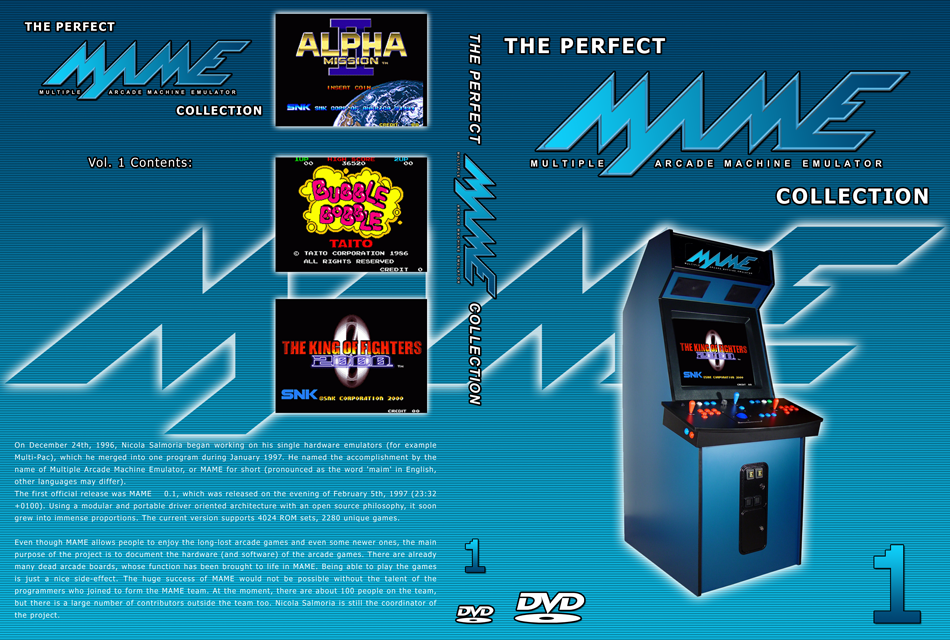 THE PERFECT
MAME
MULTIPLE ARCADE MACHINE EMULATOR
COLLECTION
Vol. 1 Contents:
ALPHA
MISSION
II
INSERT COIN
SNK
CREDIT 00
1UP HIGH SCORE 2UP
00 36520 00
BUBBLE
BOBBLE
TAITO
© TAITO CORPORATION 1986
ALL RIGHTS RESERVED
CREDIT 0
THE KING OF FIGHTERS
2000
SNK ©SNK CORPORATION 2000
CREDIT 00
On December 24th, 1996, Nicola Salmoria began working on his single hardware emulators (for example
Multi-Pac), which he merged into one program during January 1997. He named the accomplishment by the
name of Multiple Arcade Machine Emulator, or MAME for short (pronounced as the word 'maim' in English,
other languages may differ).
The first official release was MAME 0.1, which was released on the evening of February 5th, 1997 (23:32
+0100). Using a modular and portable driver oriented architecture with an open source philosophy, it soon
grew into immense proportions. The current version supports 4024 ROM sets, 2280 unique games.
Even though MAME allows people to enjoy the long-lost arcade games and even some newer ones, the main
purpose of the project is to document the hardware (and software) of the arcade games. There are already
many dead arcade boards, whose function has been brought to life in MAME. Being able to play the games
is just a nice side-effect. The huge success of MAME would not be possible without the talent of the
programmers who joined to form the MAME team. At the moment, there are about 100 people on the team,
but there is a large number of contributors outside the team too. Nicola Salmoria is still the coordinator of
the project.
THE PERFECT
MAME
COLLECTION
1
DVD
THE PERFECT
MAME
MULTIPLE ARCADE MACHINE EMULATOR
COLLECTION
MAME
MAME
THE KING OF FIGHTERS
2000
SNK ©SNK CORPORATION 2000
DVD
1